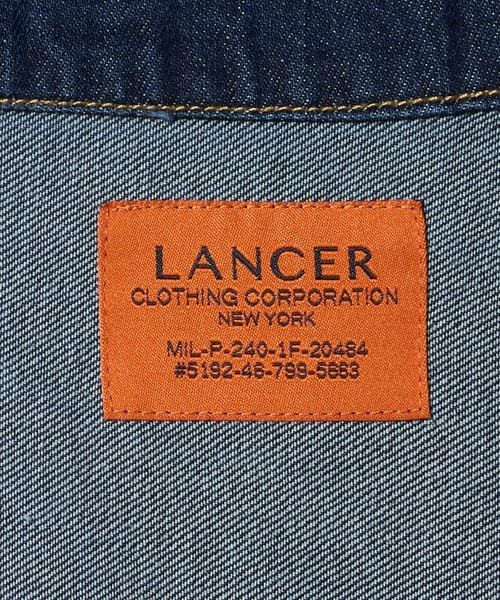 LANCER
CLOTHING CORPORATION
NEW YORK
MIL-P-240-1F-20484
#5192-46-799-5663